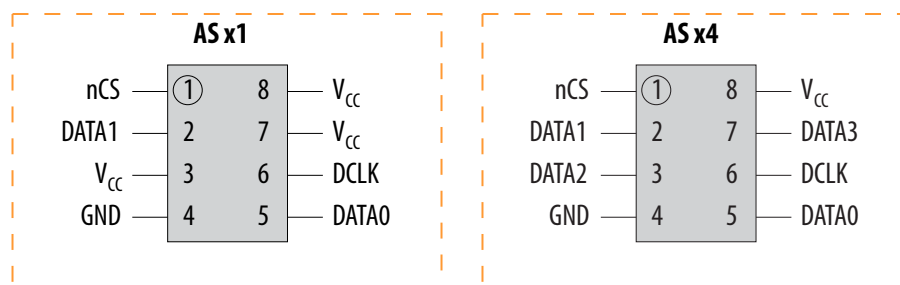 AS x1
nCS 1 8 VCC
DATA1 2 7 VCC
VCC 3 6 DCLK
GND 4 5 DATA0
AS x4
nCS 1 8 VCC
DATA1 2 7 DATA3
DATA2 3 6 DCLK
GND 4 5 DATA0